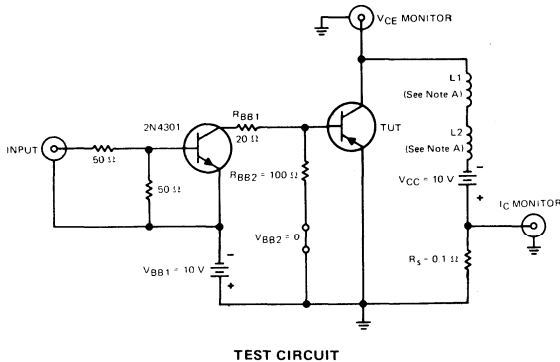 VCE MONITOR
L1
(See Note A)
2N4301
RBB1
20 Ω
TUT
INPUT
50 Ω
L2
(See Note A)
RBB2 = 100 Ω
VCC = 10 V
-
+
50 Ω
IC MONITOR
VBB2 = 0
-
VBB1 = 10 V
+
Rs = 0.1 Ω
TEST CIRCUIT